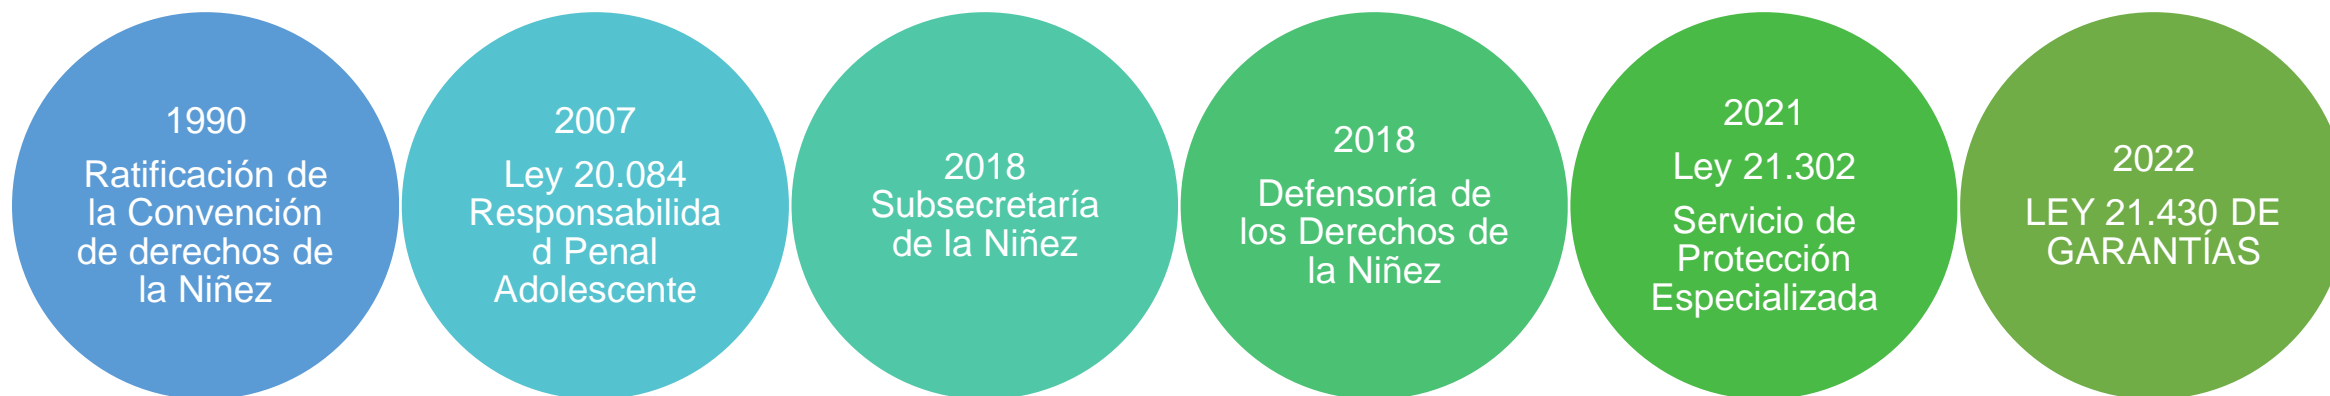 1990
Ratificación de
la Convención
de derechos de
la Niñez
2007
Ley 20.084
Responsabilida
d Penal
Adolescente
2018
Subsecretaría
de la Niñez
2018
Defensoría de
los Derechos de
la Niñez
2021
Ley 21.302
Servicio de
Protección
Especializada
2022
LEY 21.430 DE
GARANTÍAS